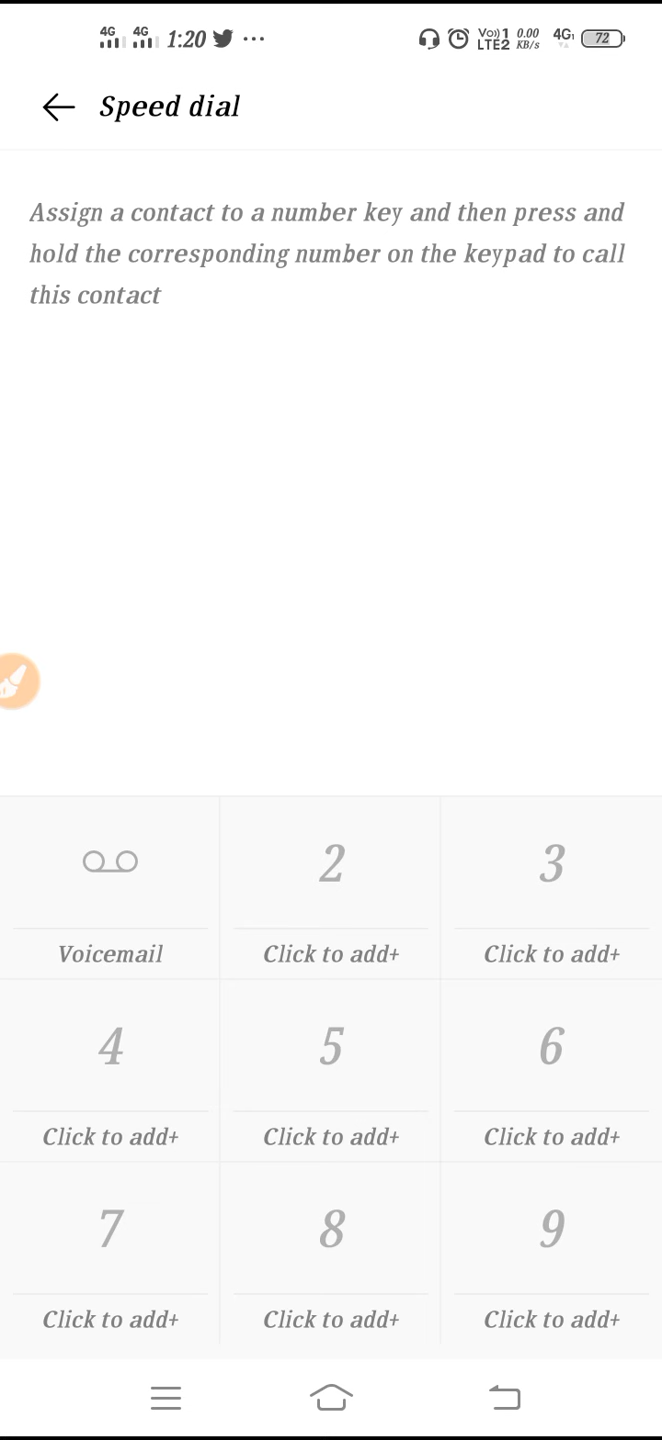 4G 4G 1:20 ... Vo))1 LTE2 0.00 KB/s 4G1 72
Speed dial
Assign a contact to a number key and then press and
hold the corresponding number on the keypad to call
this contact
2 3
Voicemail Click to add+ Click to add+
4 5 6
Click to add+ Click to add+ Click to add+
7 8 9
Click to add+ Click to add+ Click to add+